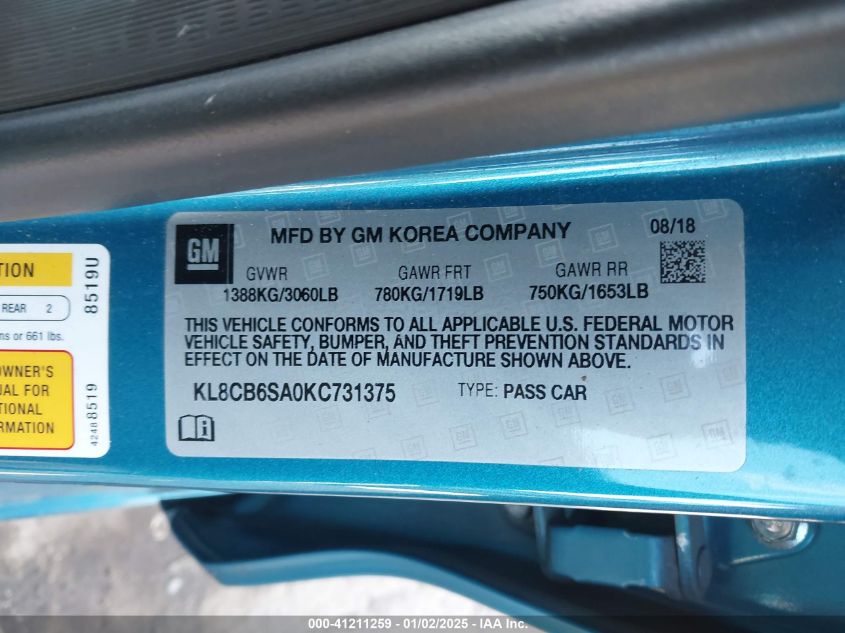 GM
MFD BY GM KOREA COMPANY 08/18
GVWR GAWR FRT GAWR RR
1388KG/3060LB 780KG/1719LB 750KG/1653LB
THIS VEHICLE CONFORMS TO ALL APPLICABLE U.S. FEDERAL MOTOR
VEHICLE SAFETY, BUMPER, AND THEFT PREVENTION STANDARDS IN
EFFECT ON THE DATE OF MANUFACTURE SHOWN ABOVE.
KL8CB6SA0KC731375 TYPE: PASS CAR
TION
REAR 2
ns or 661 lbs.
OWNER'S
UAL FOR
TIONAL
RMATION
8519U
4248 8519
000-41211259 - 01/02/2025 - IAA Inc.